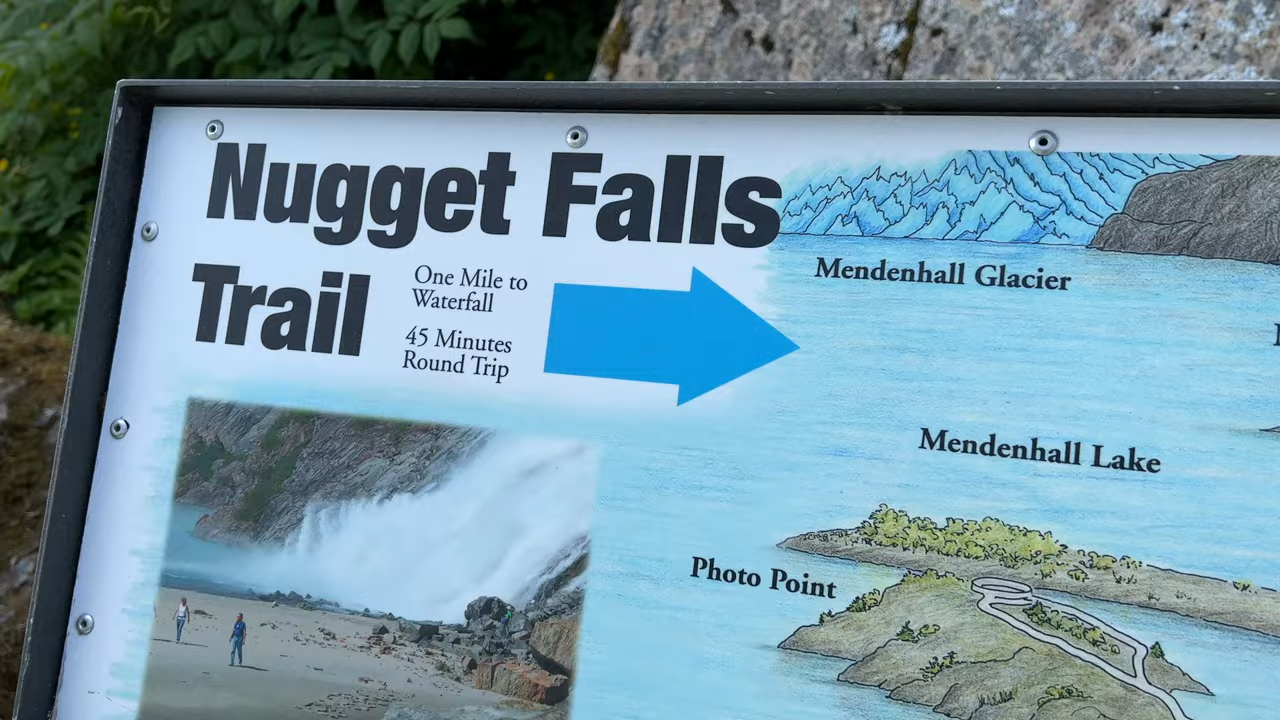 Nugget Falls
Trail
One Mile to
Waterfall
45 Minutes
Round Trip
Mendenhall Glacier
Mendenhall Lake
Photo Point